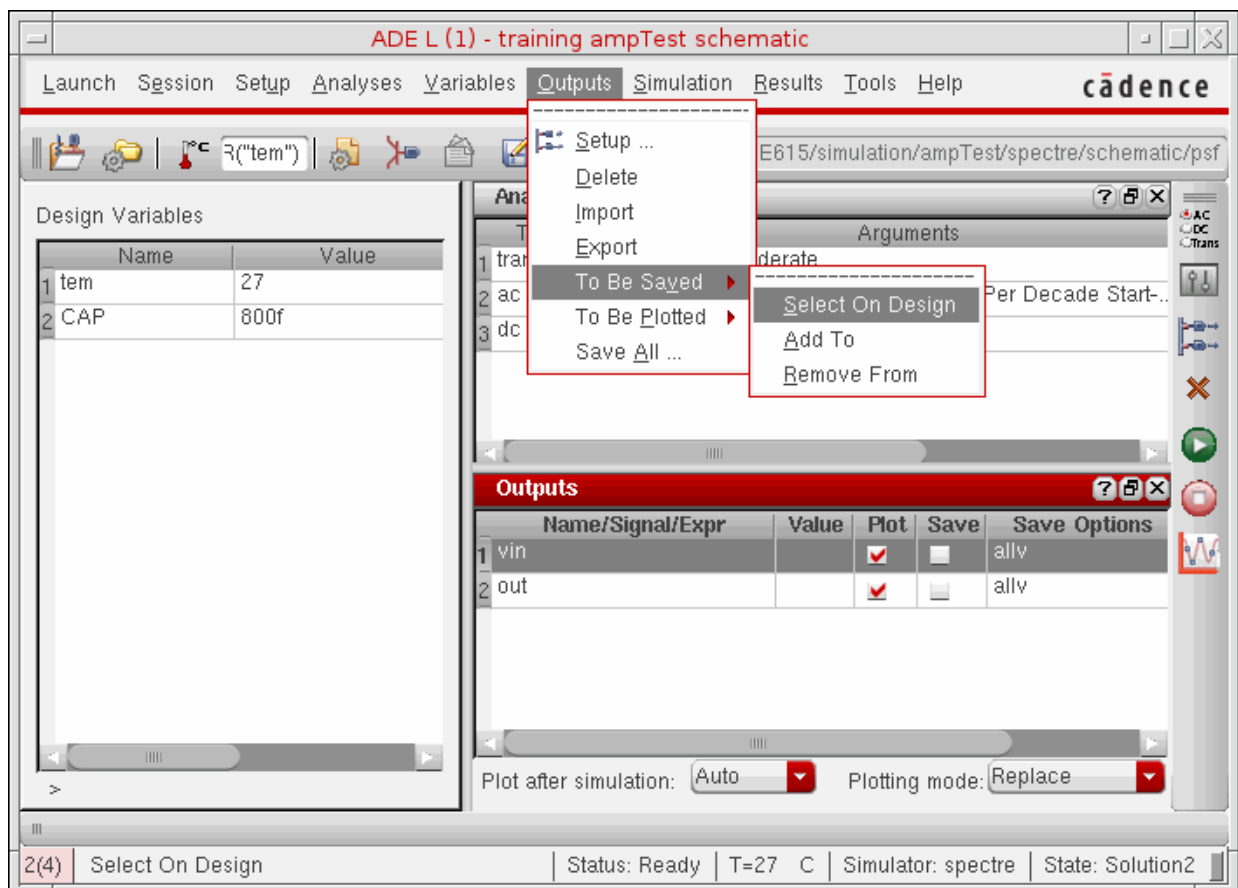 ADE L (1) - training ampTest schematic
Launch Session Setup Analyses Variables Outputs Simulation Results Tools Help cādence
°C R("tem") E615/simulation/ampTest/spectre/schematic/psf
Setup ...
Delete
Import
Export
To Be Saved
To Be Plotted
Save All ...
Select On Design
Add To
Remove From
Design Variables
Name Value
1 tem 27
2 CAP 800f
Ana
T Arguments
1 tran derate
2 ac Per Decade Start-..
3 dc
AC
DC
Trans
Outputs
Name/Signal/Expr Value Plot Save Save Options
1 vin allv
2 out allv
Plot after simulation: Auto Plotting mode: Replace
>
2(4) Select On Design Status: Ready T=27 C Simulator: spectre State: Solution2